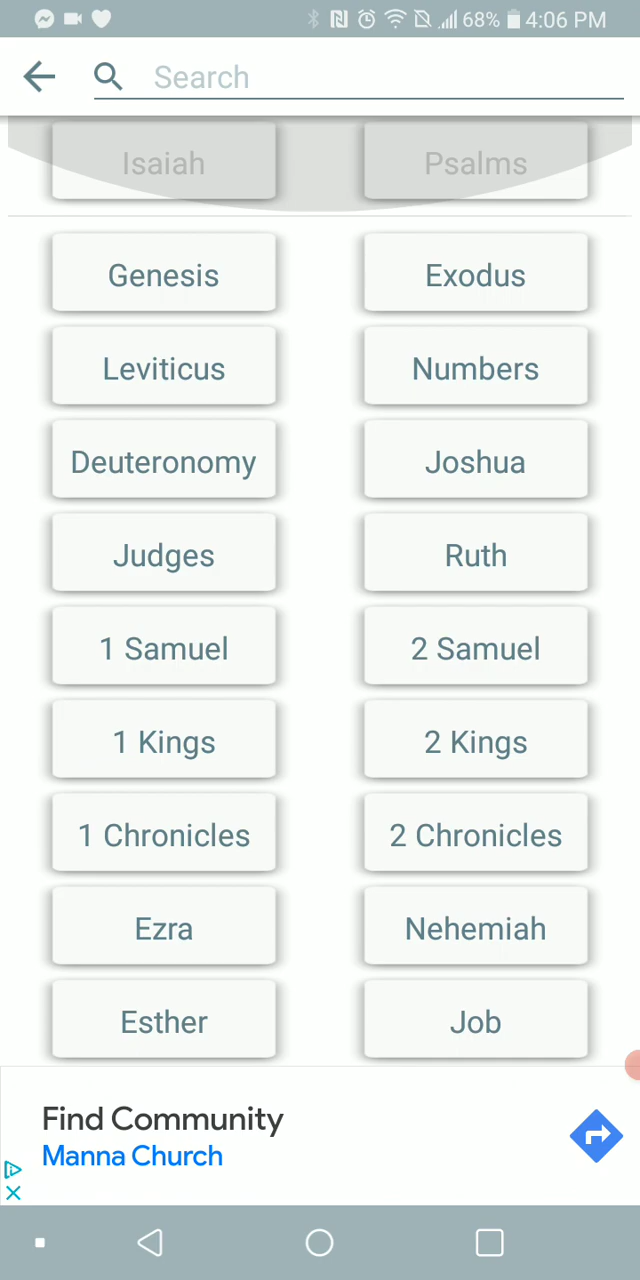 68% 4:06 PM
Search
Isaiah Psalms
Genesis Exodus
Leviticus Numbers
Deuteronomy Joshua
Judges Ruth
1 Samuel 2 Samuel
1 Kings 2 Kings
1 Chronicles 2 Chronicles
Ezra Nehemiah
Esther Job
Find Community
Manna Church